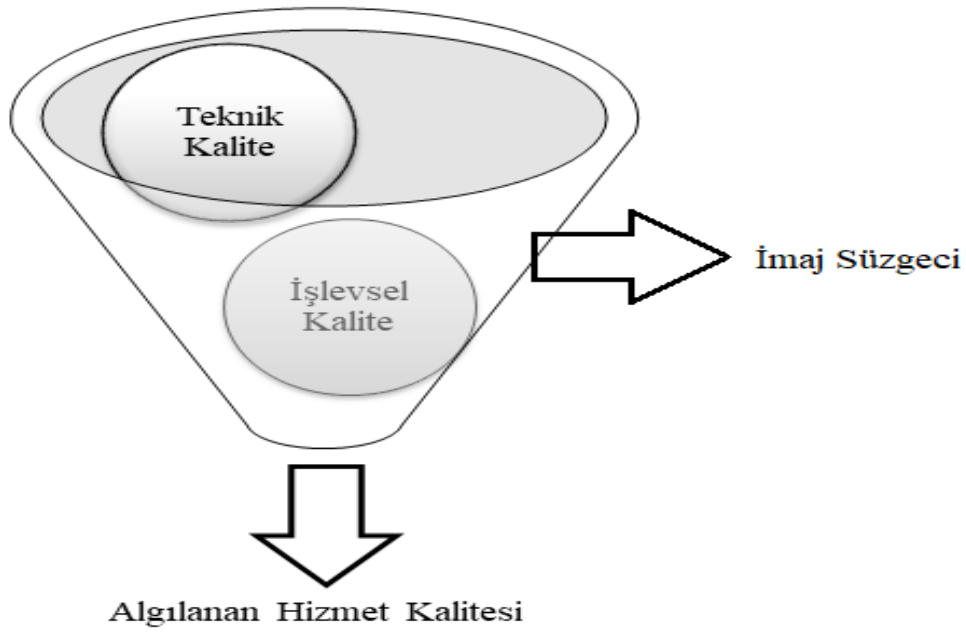 Teknik
Kalite
İşlevsel
Kalite
İmaj Süzgeci
Algılanan Hizmet Kalitesi